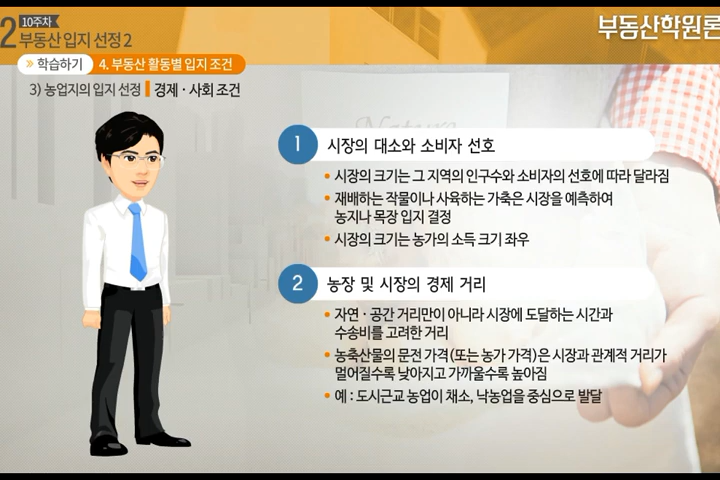 10주차
2 부동산 입지 선정 2
부동산학원론
» 학습하기
4. 부동산 활동별 입지 조건
3) 농업지의 입지 선정
경제 · 사회 조건
1 시장의 대소와 소비자 선호
• 시장의 크기는 그 지역의 인구수와 소비자의 선호에 따라 달라짐
• 재배하는 작물이나 사육하는 가축은 시장을 예측하여
농지나 목장 입지 결정
• 시장의 크기는 농가의 소득 크기 좌우
2 농장 및 시장의 경제 거리
• 자연 · 공간 거리만이 아니라 시장에 도달하는 시간과
수송비를 고려한 거리
• 농축산물의 문전 가격(또는 농가 가격)은 시장과 관계적 거리가
멀어질수록 낮아지고 가까울수록 높아짐
• 예 : 도시근교 농업이 채소, 낙농업을 중심으로 발달